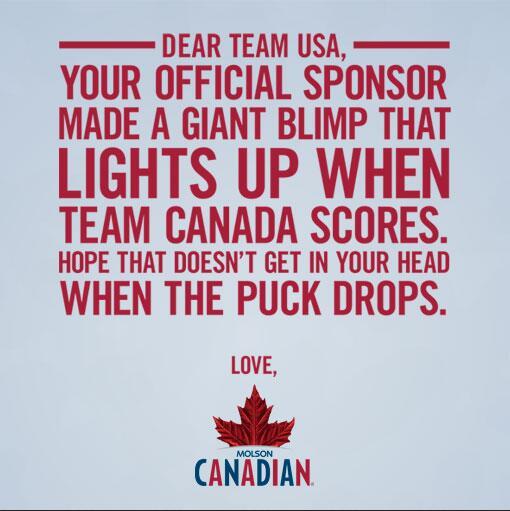 DEAR TEAM USA,
YOUR OFFICIAL SPONSOR
MADE A GIANT BLIMP THAT
LIGHTS UP WHEN
TEAM CANADA SCORES.
HOPE THAT DOESN'T GET IN YOUR HEAD
WHEN THE PUCK DROPS.
LOVE,
MOLSON
CANADIAN